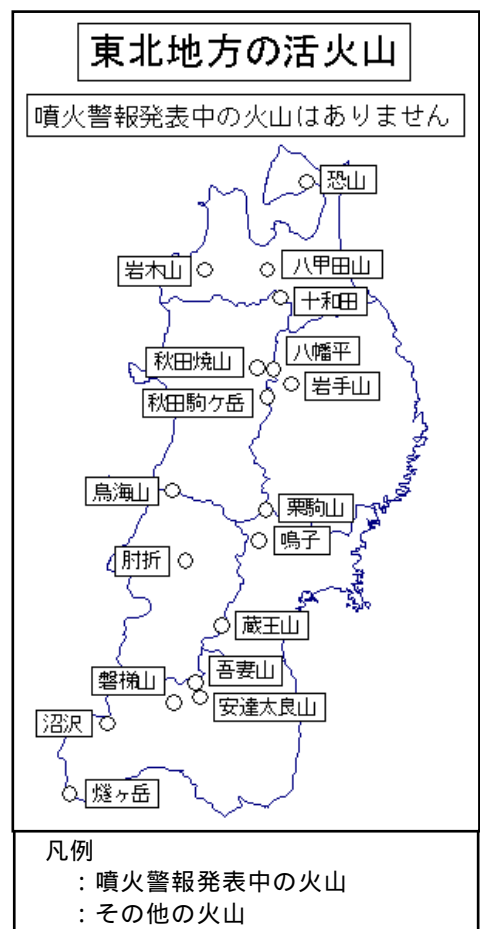 東北地方の活火山
噴火警報発表中の火山はありません
恐山
岩木山
八甲田山
十和田
八幡平
秋田焼山
岩手山
秋田駒ケ岳
鳥海山
栗駒山
鳴子
肘折
蔵王山
吾妻山
磐梯山
安達太良山
沼沢
燧ヶ岳
凡例
：噴火警報発表中の火山
：その他の火山